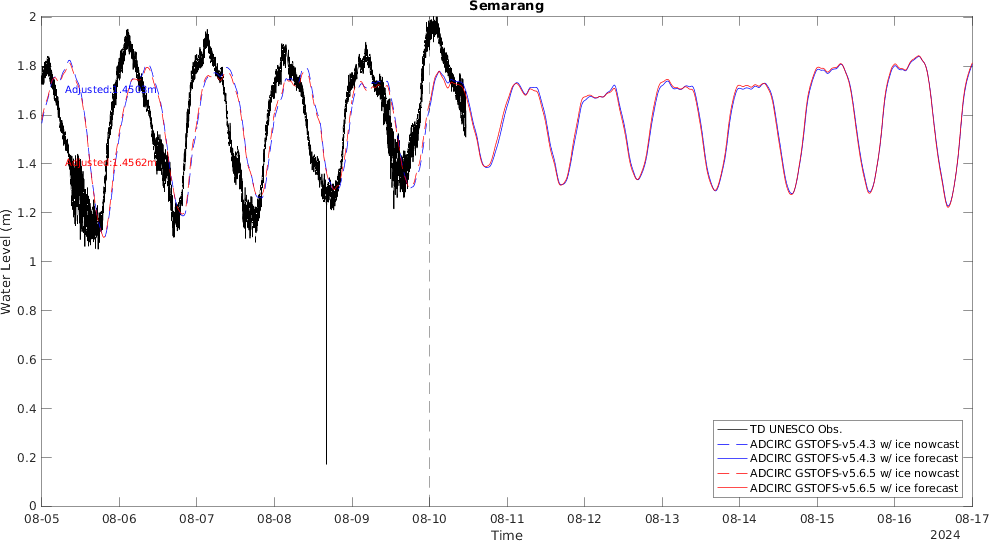 Semarang
2
1.8
1.6
1.4
1.2
1
0.8
0.6
0.4
0.2
0
Water Level (m)
Adjusted:1.4562m
TD UNESCO Obs.
ADCIRC GSTOFS-v5.4.3 w/ ice nowcast
ADCIRC GSTOFS-v5.4.3 w/ ice forecast
ADCIRC GSTOFS-v5.6.5 w/ ice nowcast
ADCIRC GSTOFS-v5.6.5 w/ ice forecast
08-05 08-06 08-07 08-08 08-09 08-10 08-11 08-12 08-13 08-14 08-15 08-16 08-17
Time
2024